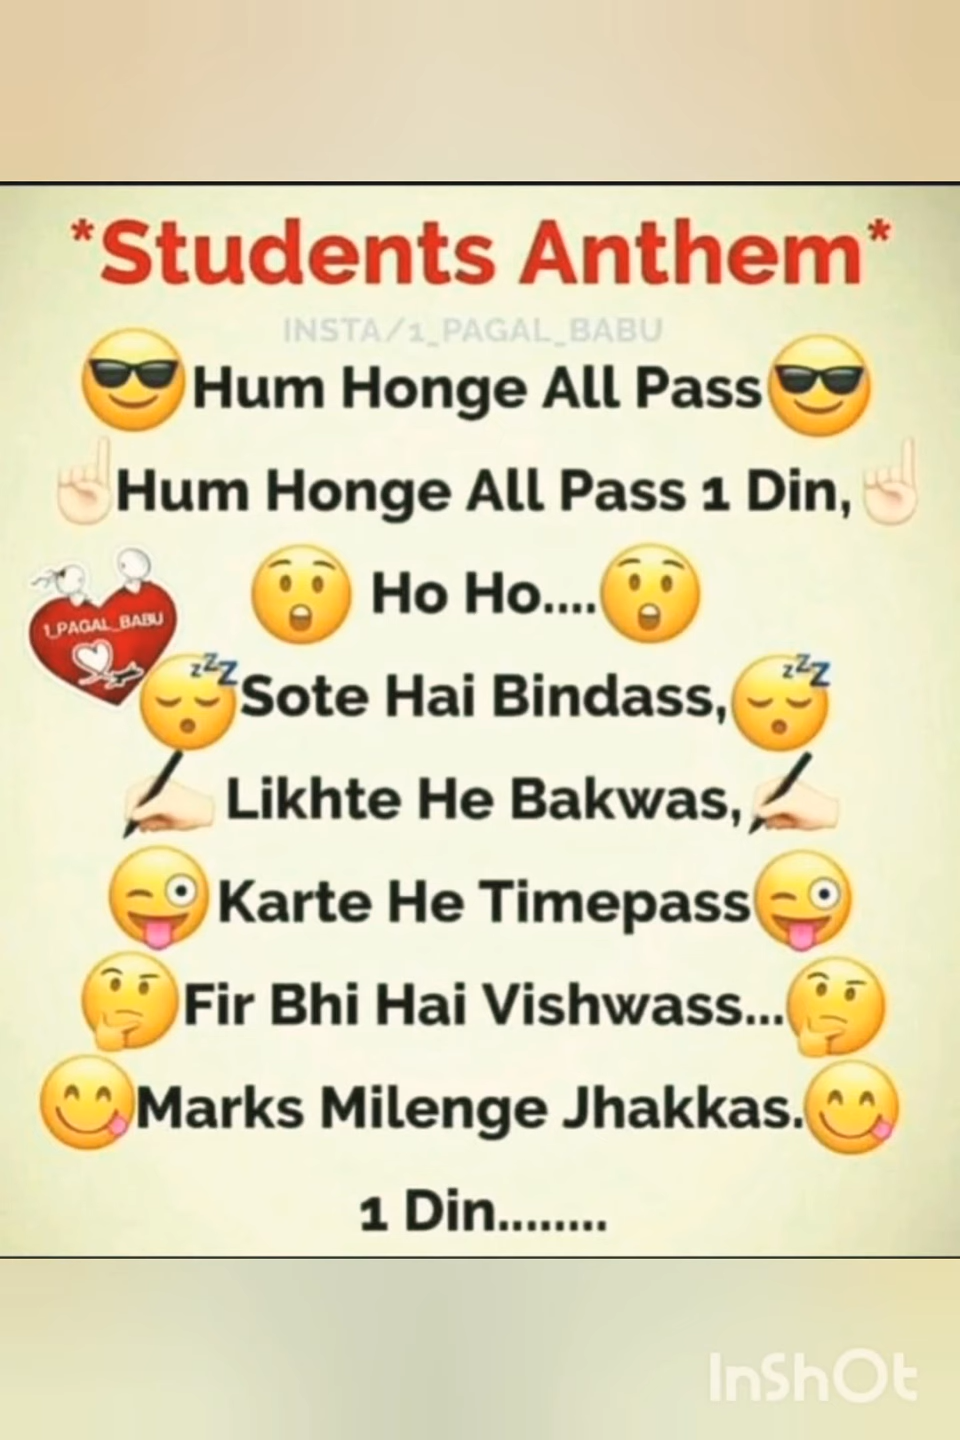 *Students Anthem*
INSTA/1_PAGAL_BABU
😎Hum Honge All Pass😎
☝🏻Hum Honge All Pass 1 Din,☝🏻
😲 Ho Ho....😲
1_PAGAL_BABU
😴Sote Hai Bindass,😴
✍🏻 Likhte He Bakwas,✍🏻
😜Karte He Timepass😜
🤔Fir Bhi Hai Vishwass...🤔
😋Marks Milenge Jhakkas.😋
1 Din........
InShOt